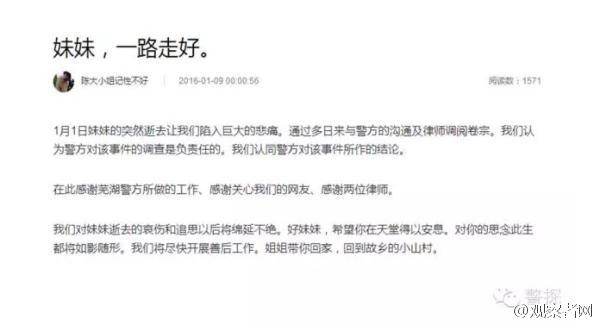 妹妹，一路走好。
陈大小姐记性不好 2016-01-09 00:00:56 阅读数：1571
1月1日妹妹的突然逝去让我们陷入巨大的悲痛。通过多日来与警方的沟通及律师调阅卷宗。我们认
为警方对该事件的调查是负责任的。我们认同警方对该事件所作的结论。
在此感谢芜湖警方所做的工作、感谢关心我们的网友、感谢两位律师。
我们对妹妹逝去的哀伤和追思以后将绵延不绝。好妹妹，希望你在天堂得以安息。对你的思念此生
都将如影随形。我们将尽快开展善后工作。姐姐带你回家，回到故乡的小山村。
警探
@观察者网